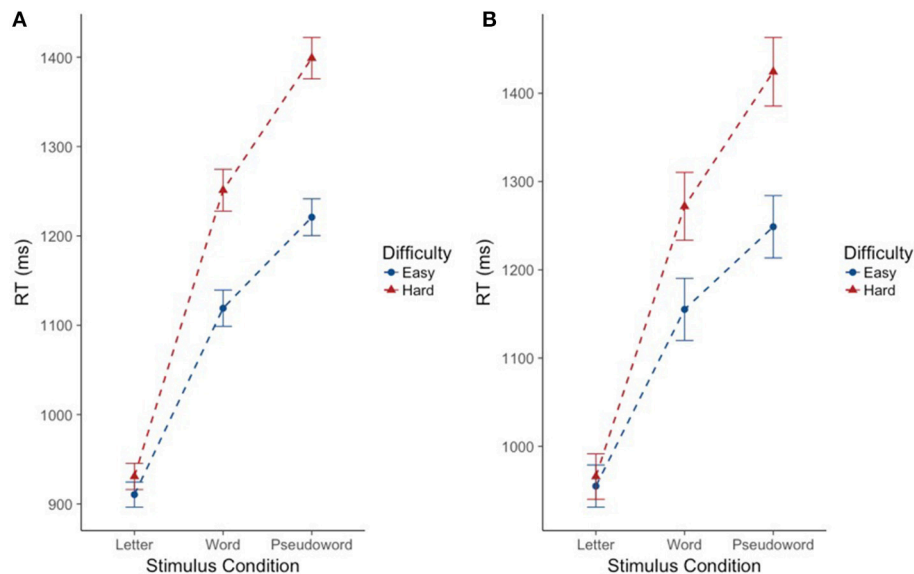 A
RT (ms)
1400
1300
1200
1100
1000
900
Letter
Word
Pseudoword
Stimulus Condition
Difficulty
Easy
Hard
B
RT (ms)
1400
1300
1200
1100
1000
Letter
Word
Pseudoword
Stimulus Condition
Difficulty
Easy
Hard